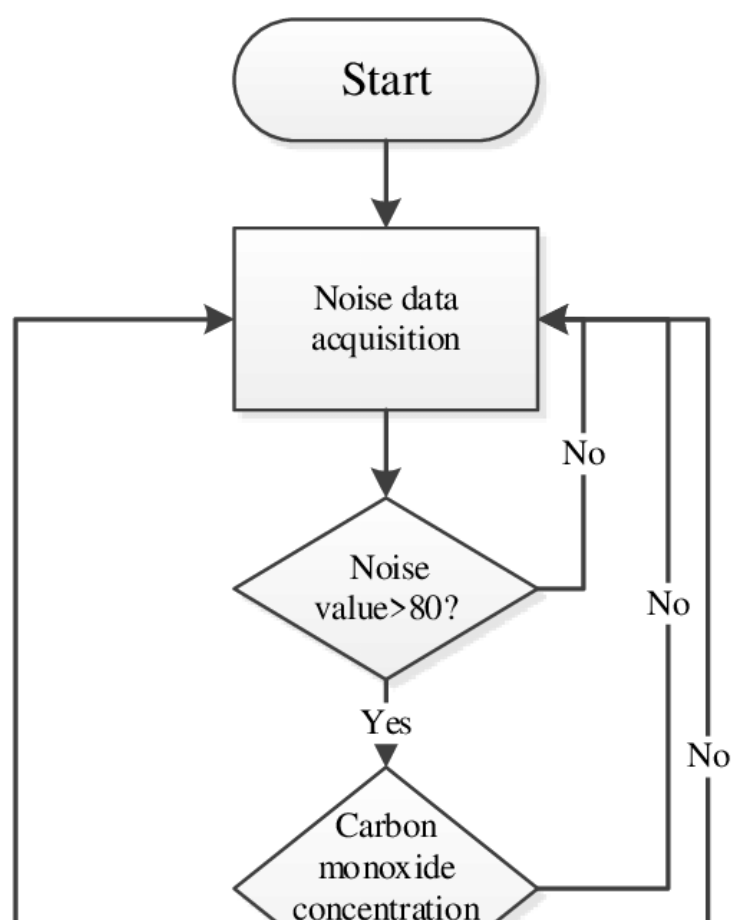 Start
Noise data
acquisition
No
Noise
value>80?
No
Yes
No
Carbon
monoxide
concentration